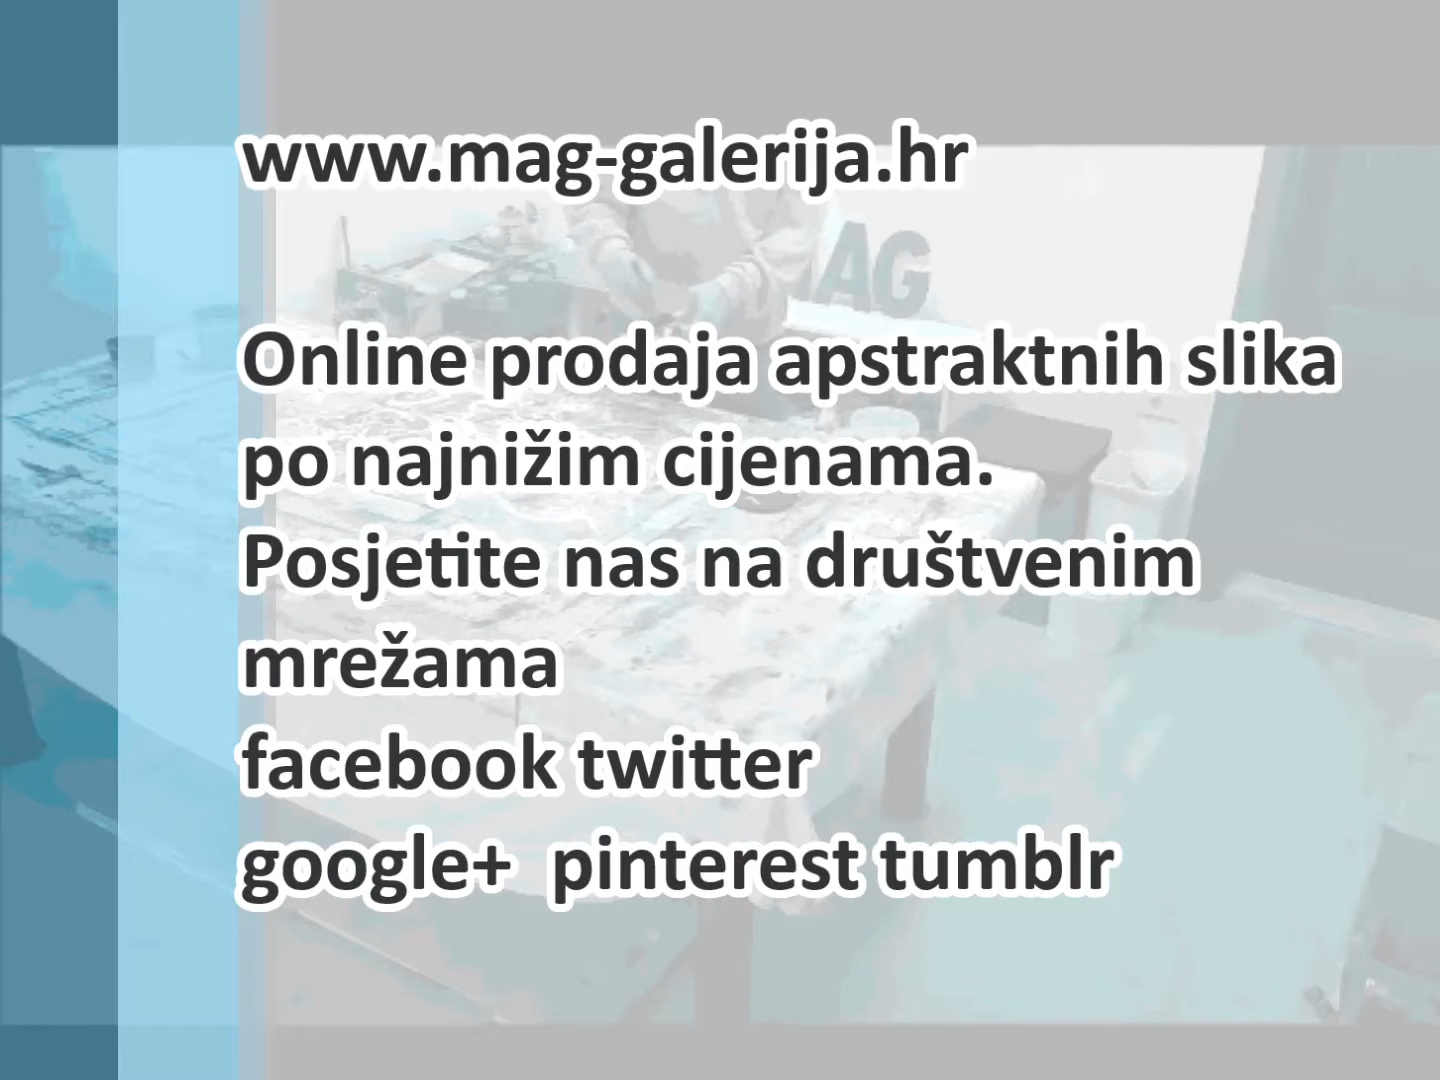 www.mag-galerija.hr
AG
Online prodaja apstraktnih slika
po najnižim cijenama.
Posjetite nas na društvenim
mrežama
facebook twitter
google+  pinterest tumblr